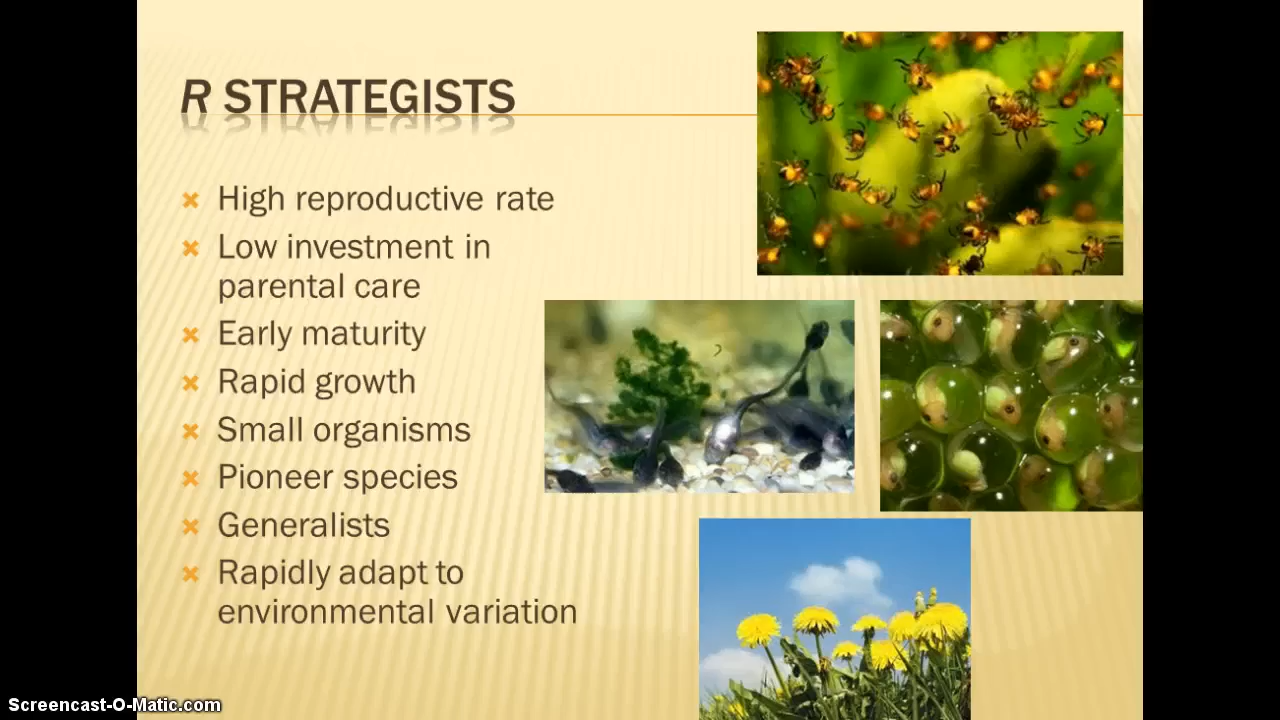 R STRATEGISTS
High reproductive rate
Low investment in
parental care
Early maturity
Rapid growth
Small organisms
Pioneer species
Generalists
Rapidly adapt to
environmental variation
Screencast-O-Matic.com